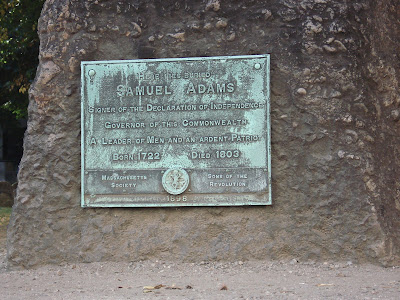 Here lies buried
Samuel Adams
Signer of the Declaration of Independence
Governor of this Commonwealth
A Leader of Men and an ardent Patriot
Born 1722 Died 1803
Massachusetts Society
Sons of the Revolution
1898